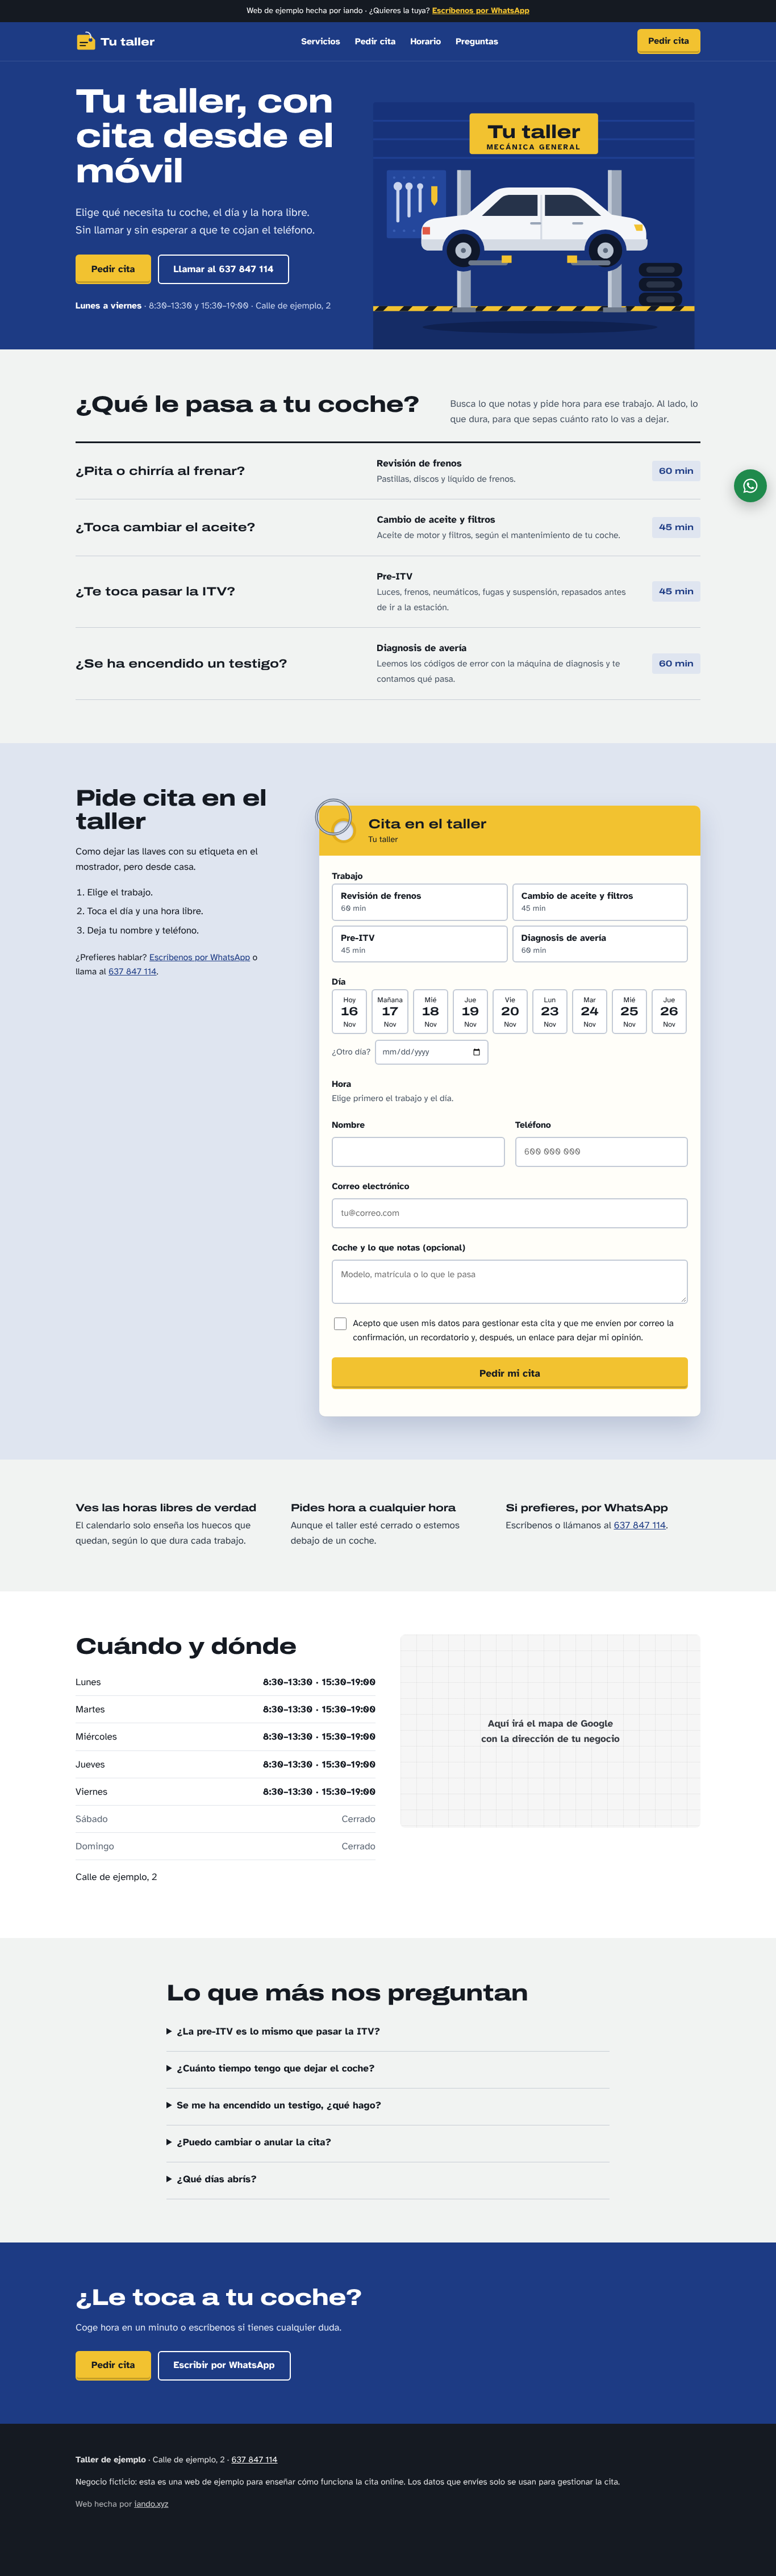 Web de ejemplo hecha por iando · ¿Quieres la tuya? Escríbenos por WhatsApp
Tu taller
Servicios
Pedir cita
Horario
Preguntas
Pedir cita
Tu taller, con
cita desde el
móvil
Elige qué necesita tu coche, el día y la hora libre.
Sin llamar y sin esperar a que te cojan el teléfono.
Pedir cita
Llamar al 637 847 114
Lunes a viernes · 8:30–13:30 y 15:30–19:00 · Calle de ejemplo, 2
Tu taller
MECÁNICA GENERAL
¿Qué le pasa a tu coche?
Busca lo que notas y pide hora para ese trabajo. Al lado, lo
que dura, para que sepas cuánto rato lo vas a dejar.
¿Pita o chirría al frenar?
Revisión de frenos
Pastillas, discos y líquido de frenos.
60 min
¿Toca cambiar el aceite?
Cambio de aceite y filtros
Aceite de motor y filtros, según el mantenimiento de tu coche.
45 min
¿Te toca pasar la ITV?
Pre-ITV
Luces, frenos, neumáticos, fugas y suspensión, repasados antes
de ir a la estación.
45 min
¿Se ha encendido un testigo?
Diagnosis de avería
Leemos los códigos de error con la máquina de diagnosis y te
contamos qué pasa.
60 min
Pide cita en el
taller
Como dejar las llaves con su etiqueta en el
mostrador, pero desde casa.
1. Elige el trabajo.
2. Toca el día y una hora libre.
3. Deja tu nombre y teléfono.
¿Prefieres hablar? Escríbenos por WhatsApp o
llama al 637 847 114.
Cita en el taller
Tu taller
Trabajo
Revisión de frenos
60 min
Cambio de aceite y filtros
45 min
Pre-ITV
45 min
Diagnosis de avería
60 min
Día
Hoy
16
Nov
Mañana
17
Nov
Mié
18
Nov
Jue
19
Nov
Vie
20
Nov
Lun
23
Nov
Mar
24
Nov
Mié
25
Nov
Jue
26
Nov
¿Otro día?
mm/dd/yyyy
Hora
Elige primero el trabajo y el día.
Nombre
Teléfono
600 000 000
Correo electrónico
tu@correo.com
Coche y lo que notas (opcional)
Modelo, matrícula o lo que le pasa
Acepto que usen mis datos para gestionar esta cita y que me envíen por correo la
confirmación, un recordatorio y, después, un enlace para dejar mi opinión.
Pedir mi cita
Ves las horas libres de verdad
El calendario solo enseña los huecos que
quedan, según lo que dura cada trabajo.
Pides hora a cualquier hora
Aunque el taller esté cerrado o estemos
debajo de un coche.
Si prefieres, por WhatsApp
Escríbenos o llámanos al 637 847 114.
Cuándo y dónde
Lunes 8:30–13:30 · 15:30–19:00
Martes 8:30–13:30 · 15:30–19:00
Miércoles 8:30–13:30 · 15:30–19:00
Jueves 8:30–13:30 · 15:30–19:00
Viernes 8:30–13:30 · 15:30–19:00
Sábado Cerrado
Domingo Cerrado
Calle de ejemplo, 2
Aquí irá el mapa de Google
con la dirección de tu negocio
Lo que más nos preguntan
¿La pre-ITV es lo mismo que pasar la ITV?
¿Cuánto tiempo tengo que dejar el coche?
Se me ha encendido un testigo, ¿qué hago?
¿Puedo cambiar o anular la cita?
¿Qué días abrís?
¿Le toca a tu coche?
Coge hora en un minuto o escríbenos si tienes cualquier duda.
Pedir cita
Escribir por WhatsApp
Taller de ejemplo · Calle de ejemplo, 2 · 637 847 114
Negocio ficticio: esta es una web de ejemplo para enseñar cómo funciona la cita online. Los datos que envíes solo se usan para gestionar la cita.
Web hecha por iando.xyz